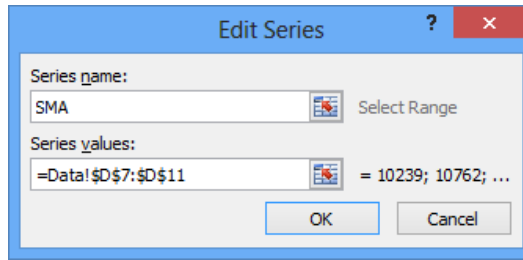 Edit Series
?
×
Series name:
SMA
Select Range
Series values:
=Data!$D$7:$D$11
= 10239; 10762; ...
OK
Cancel